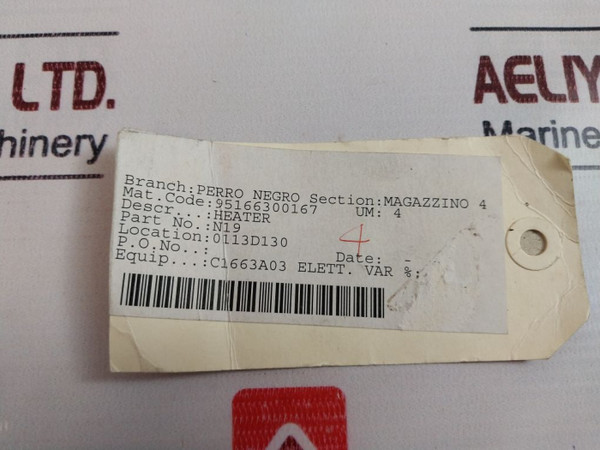 LTD.
AELIY
hinery
Marine
Branch:PERRO NEGRO Section:MAGAZZINO 4
Mat.Code:95166300167 UM: 4
Descr...:HEATER
Part No.:N19
Location:0113D130
4
P.O.No..: Date: -
Equip...:C1663A03 ELETT. VAR %: